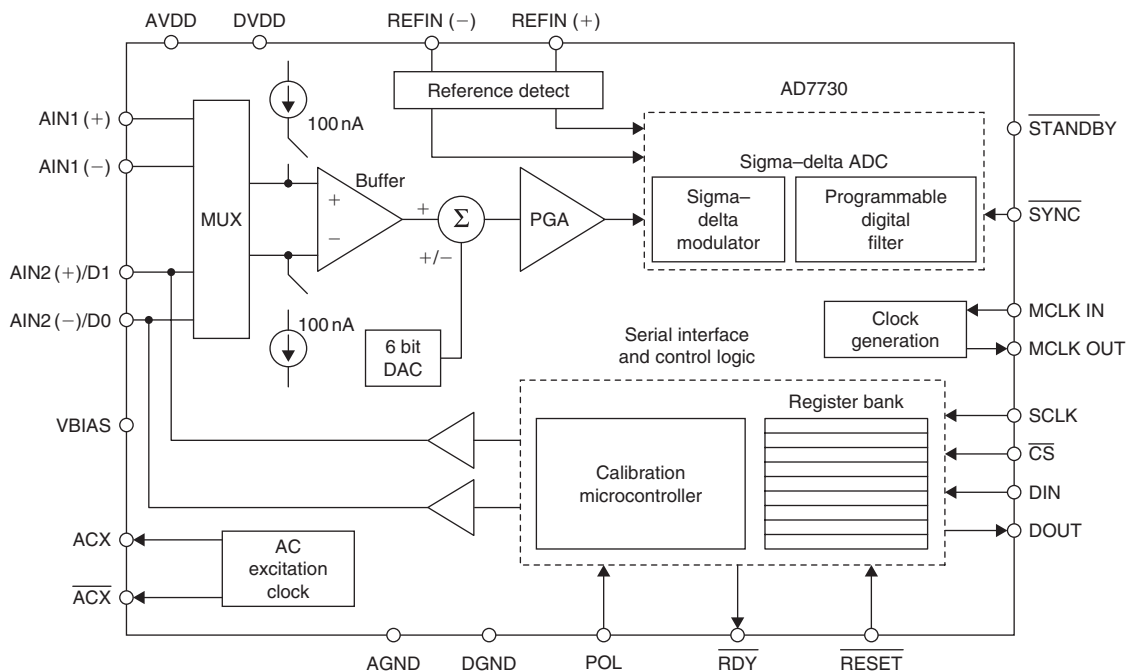 AVDD
DVDD
REFIN (−)
REFIN (+)
Reference detect
AD7730
AIN1 (+)
100 nA
STANDBY
AIN1 (−)
Sigma–delta ADC
Buffer
MUX
+
−
+
Σ
+/−
PGA
Sigma–
delta
modulator
Programmable
digital
filter
SYNC
AIN2 (+)/D1
AIN2 (−)/D0
100 nA
6 bit
DAC
Serial interface
and control logic
Clock
generation
MCLK IN
MCLK OUT
VBIAS
Register bank
SCLK
CS
Calibration
microcontroller
DIN
DOUT
ACX
AC
excitation
clock
ACX
AGND
DGND
POL
RDY
RESET